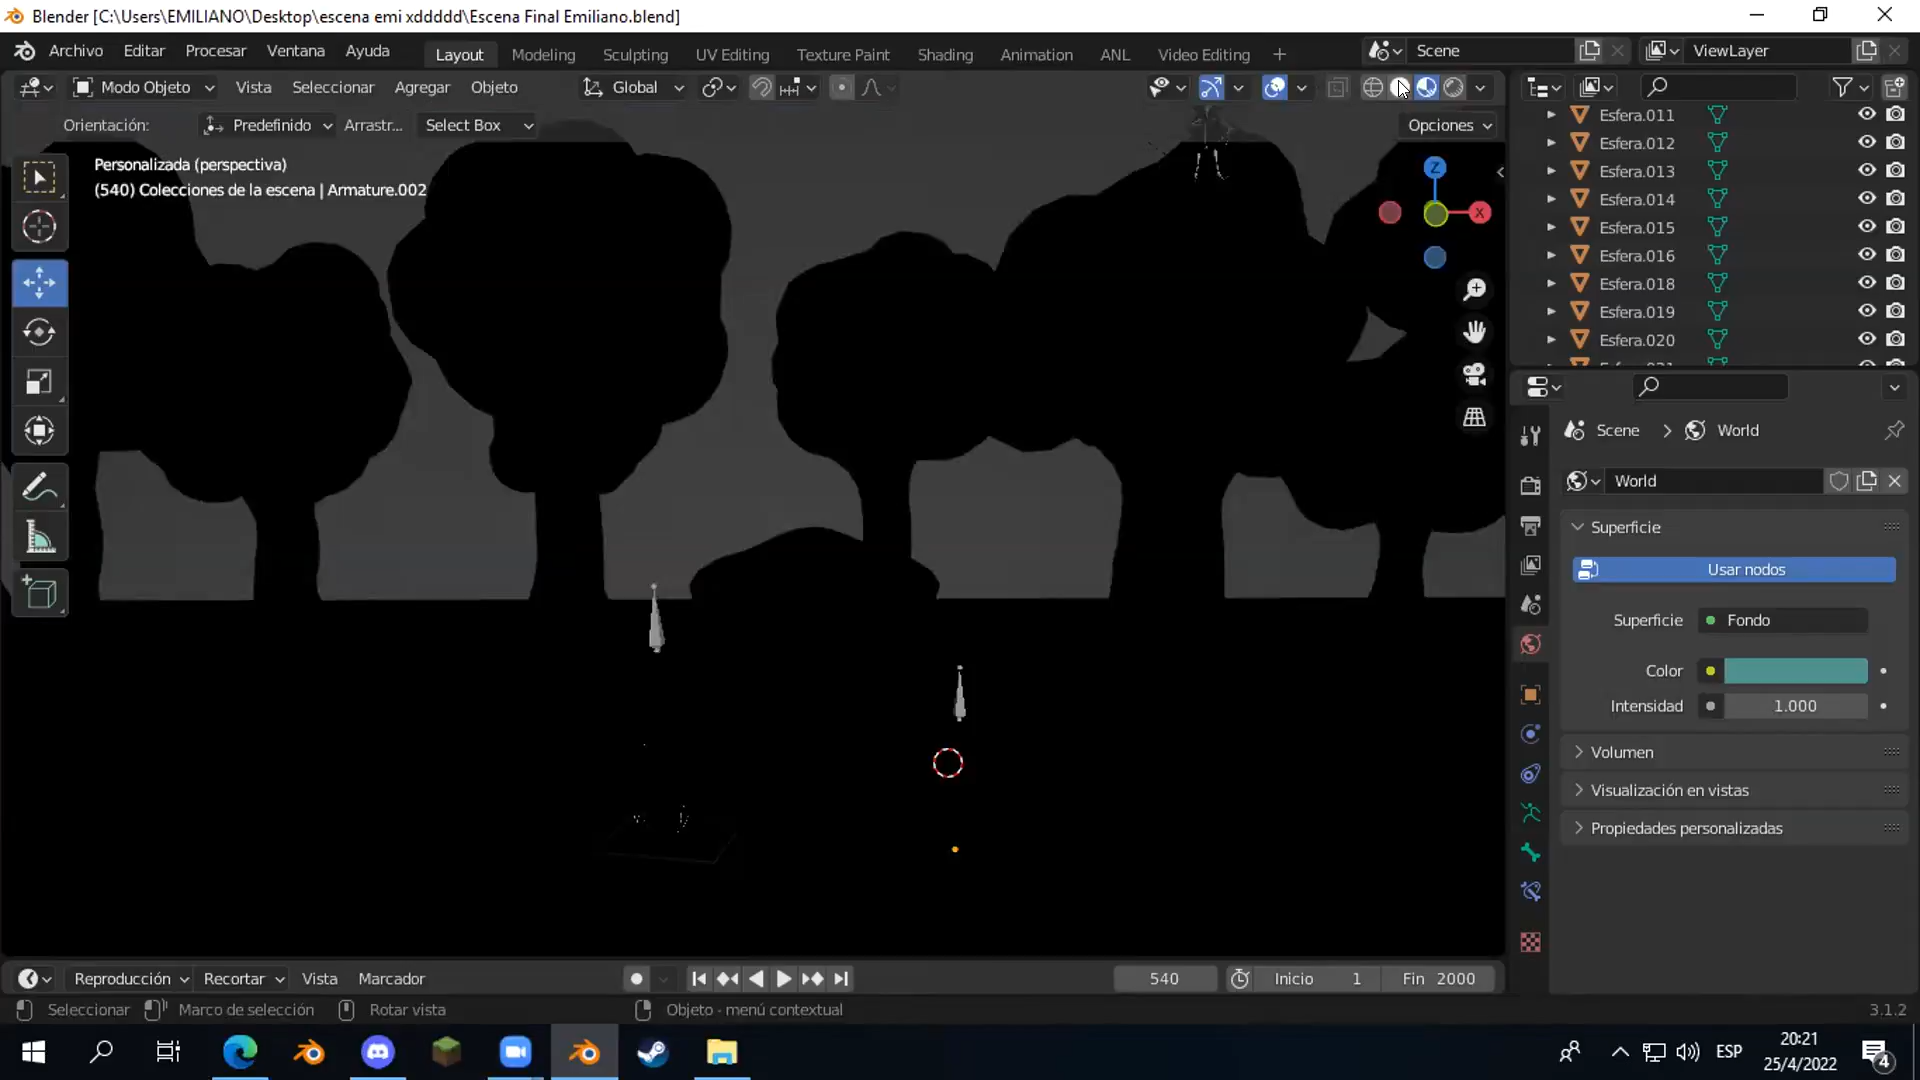 Blender [C:\Users\EMILIANO\Desktop\escena emi xddddd\Escena Final Emiliano.blend]
Archivo Editar Procesar Ventana Ayuda Layout Modeling Sculpting UV Editing Texture Paint Shading Animation ANL Video Editing + Scene ViewLayer
Modo Objeto Vista Seleccionar Agregar Objeto Global
Orientación: Predefinido Arrastr... Select Box Opciones
Personalizada (perspectiva)
(540) Colecciones de la escena | Armature.002
Z
X
Esfera.011
Esfera.012
Esfera.013
Esfera.014
Esfera.015
Esfera.016
Esfera.018
Esfera.019
Esfera.020
Scene World
World
Superficie
Usar nodos
Superficie Fondo
Color
Intensidad 1.000
Volumen
Visualización en vistas
Propiedades personalizadas
Reproducción Recortar Vista Marcador 540 Inicio 1 Fin 2000
Seleccionar Marco de selección Rotar vista Objeto - menú contextual 3.1.2
ESP
20:21
25/4/2022
4